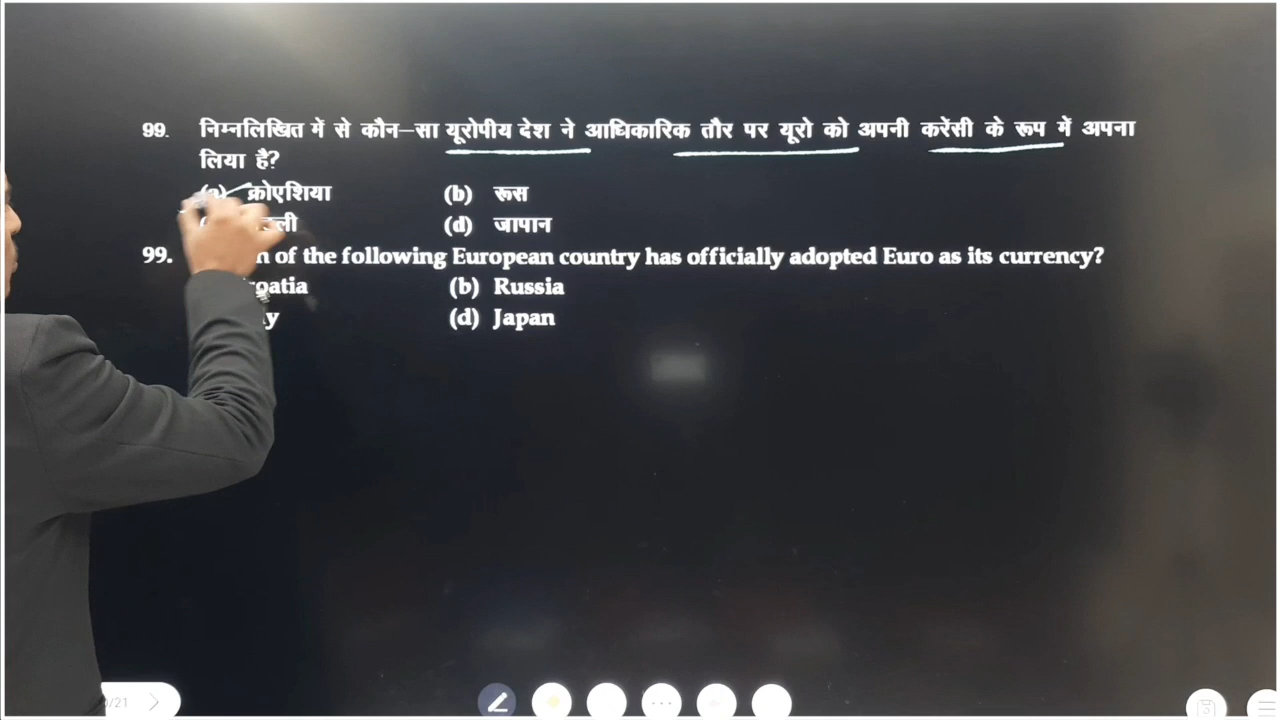 99. निम्नलिखित में से कौन–सा यूरोपीय देश ने आधिकारिक तौर पर यूरो को अपनी करेंसी के रूप में अपना
लिया है?
(a) क्रोएशिया (b) रूस
(d) जापान
99. of the following European country has officially adopted Euro as its currency?
(b) Russia
(d) Japan
/21